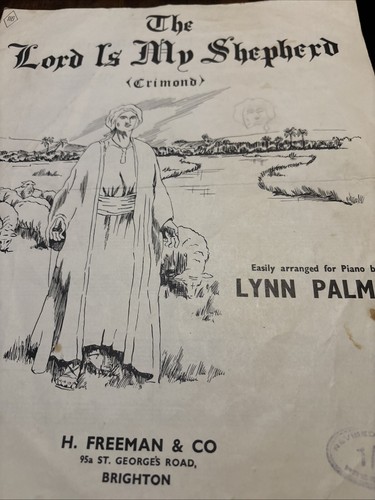 The
Lord Is My Shepherd
(Crimond)
Easily arranged for Piano b
LYNN PALM
H. FREEMAN & CO
95a ST. GEORGE'S ROAD,
BRIGHTON